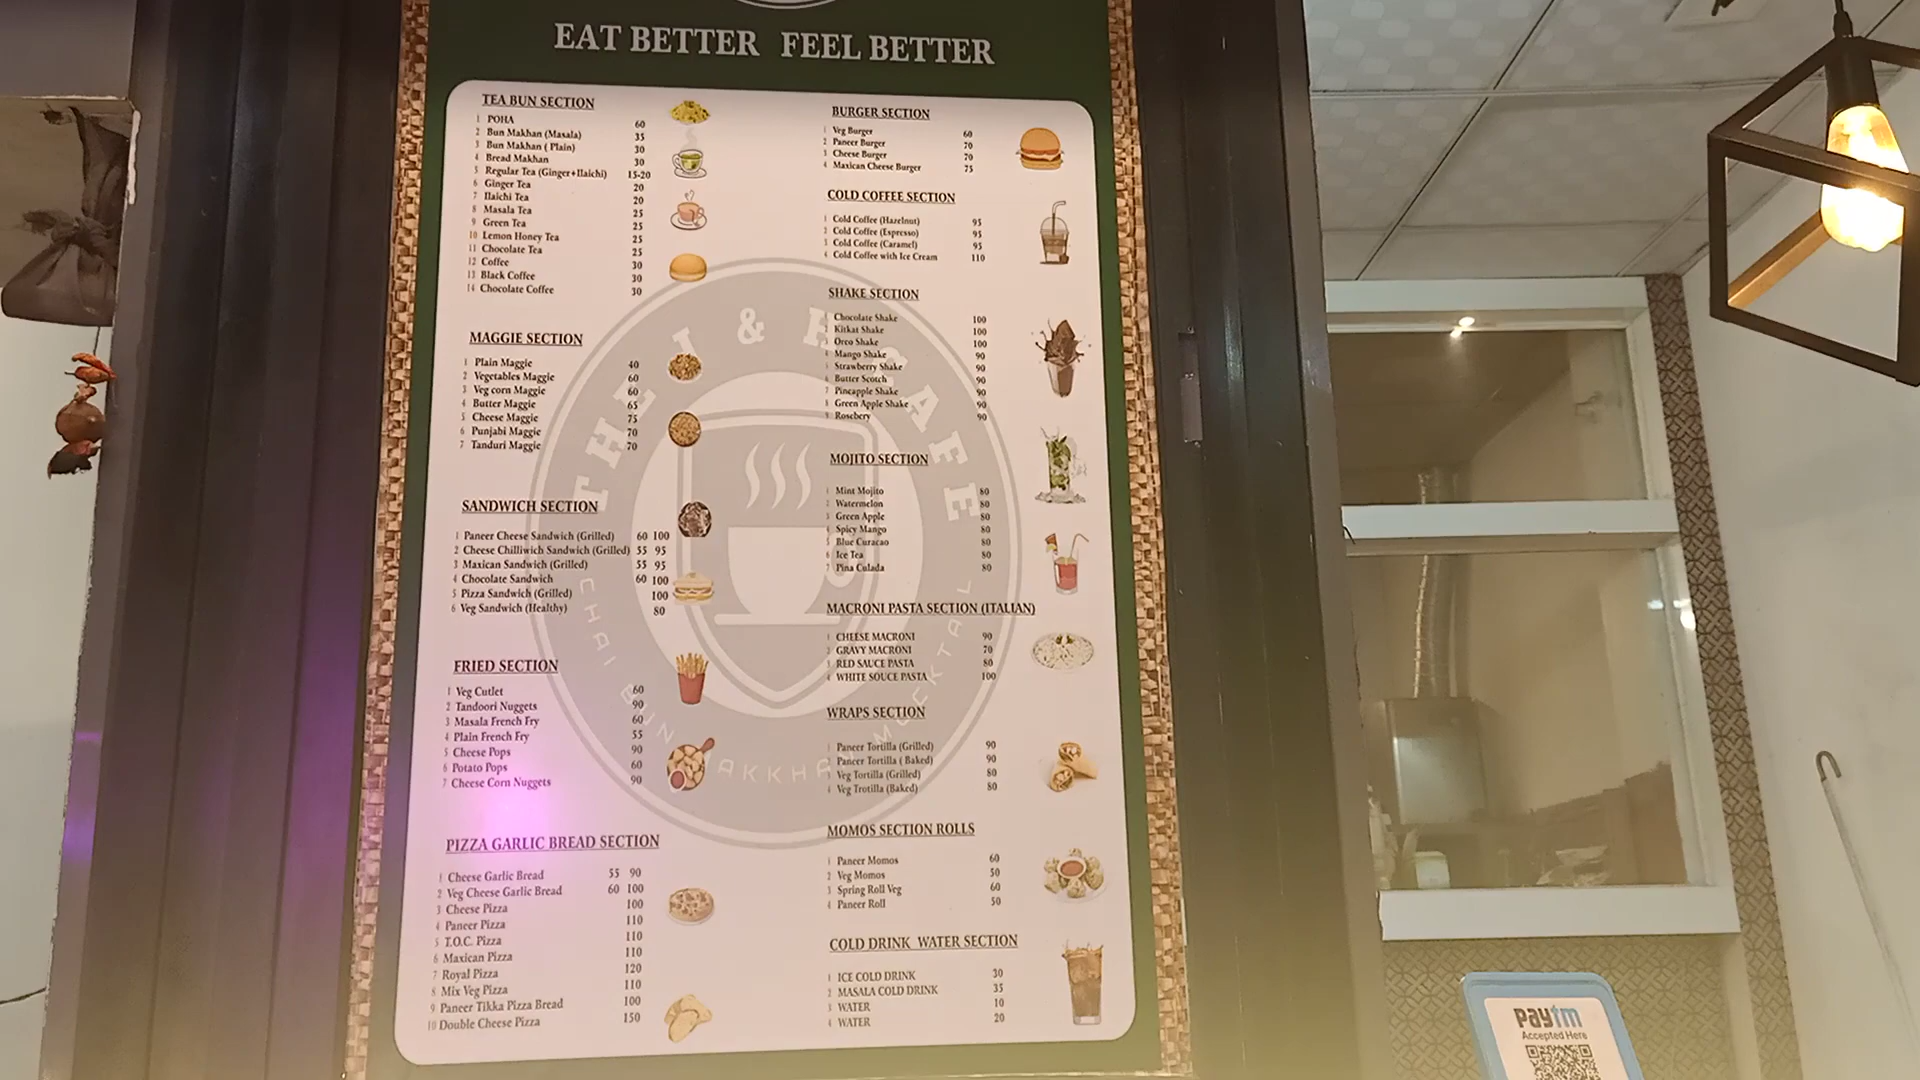 EAT BETTER FEEL BETTER
TEA BUN SECTION
1 POHA 60
2 Bun Makhan (Masala) 35
3 Bun Makhan ( Plain) 30
4 Bread Makhan 30
5 Regular Tea (Ginger+Ilaichi) 15-20
6 Ginger Tea 20
7 Ilaichi Tea 20
8 Masala Tea 25
9 Green Tea 25
10 Lemon Honey Tea 25
11 Chocolate Tea 25
12 Coffee 30
13 Black Coffee 30
14 Chocolate Coffee 30
MAGGIE SECTION
1 Plain Maggie 40
2 Vegetables Maggie 60
3 Veg corn Maggie 60
4 Butter Maggie 65
5 Cheese Maggie 75
6 Punjabi Maggie 70
7 Tanduri Maggie 70
SANDWICH SECTION
1 Paneer Cheese Sandwich (Grilled) 60 100
2 Cheese Chilliwich Sandwich (Grilled) 55 95
3 Maxican Sandwich (Grilled) 55 95
4 Chocolate Sandwich 60 100
5 Pizza Sandwich (Grilled) 100
6 Veg Sandwich (Healthy) 80
FRIED SECTION
1 Veg Cutlet 60
2 Tandoori Nuggets 90
3 Masala French Fry 60
4 Plain French Fry 55
5 Cheese Pops 90
6 Potato Pops 60
7 Cheese Corn Nuggets 90
PIZZA GARLIC BREAD SECTION
1 Cheese Garlic Bread 55 90
2 Veg Cheese Garlic Bread 60 100
3 Cheese Pizza 100
4 Paneer Pizza 110
5 T.O.C. Pizza 110
6 Maxican Pizza 110
7 Royal Pizza 120
8 Mix Veg Pizza 110
9 Paneer Tikka Pizza Bread 100
10 Double Cheese Pizza 150
BURGER SECTION
1 Veg Burger 60
2 Paneer Burger 70
3 Cheese Burger 70
4 Maxican Cheese Burger 75
COLD COFFEE SECTION
1 Cold Coffee (Hazelnut) 95
2 Cold Coffee (Espresso) 95
3 Cold Coffee (Caramel) 95
4 Cold Coffee with Ice Cream 110
SHAKE SECTION
1 Chocolate Shake 100
2 Kitkat Shake 100
3 Oreo Shake 100
4 Mango Shake 90
5 Strawberry Shake 90
6 Butter Scotch 90
7 Pineapple Shake 90
8 Green Apple Shake 90
9 Rosebery 90
MOJITO SECTION
1 Mint Mojito 80
2 Watermelon 80
3 Green Apple 80
4 Spicy Mango 80
5 Blue Curacao 80
6 Ice Tea 80
7 Pina Culada 80
MACRONI PASTA SECTION (ITALIAN)
1 CHEESE MACRONI 90
2 GRAVY MACRONI 70
3 RED SAUCE PASTA 80
4 WHITE SOUCE PASTA 100
WRAPS SECTION
1 Paneer Tortilla (Grilled) 90
2 Paneer Tortilla ( Baked) 90
3 Veg Tortilla (Grilled) 80
4 Veg Trotilla (Baked) 80
MOMOS SECTION ROLLS
1 Paneer Momos 60
2 Veg Momos 50
3 Spring Roll Veg 60
4 Paneer Roll 50
COLD DRINK WATER SECTION
1 ICE COLD DRINK 30
2 MASALA COLD DRINK 35
3 WATER 10
4 WATER 20
THE & CAFE
CHAI BUN
paytm
Accepted Here